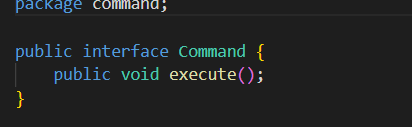 package command;
public interface Command {
    public void execute();
}